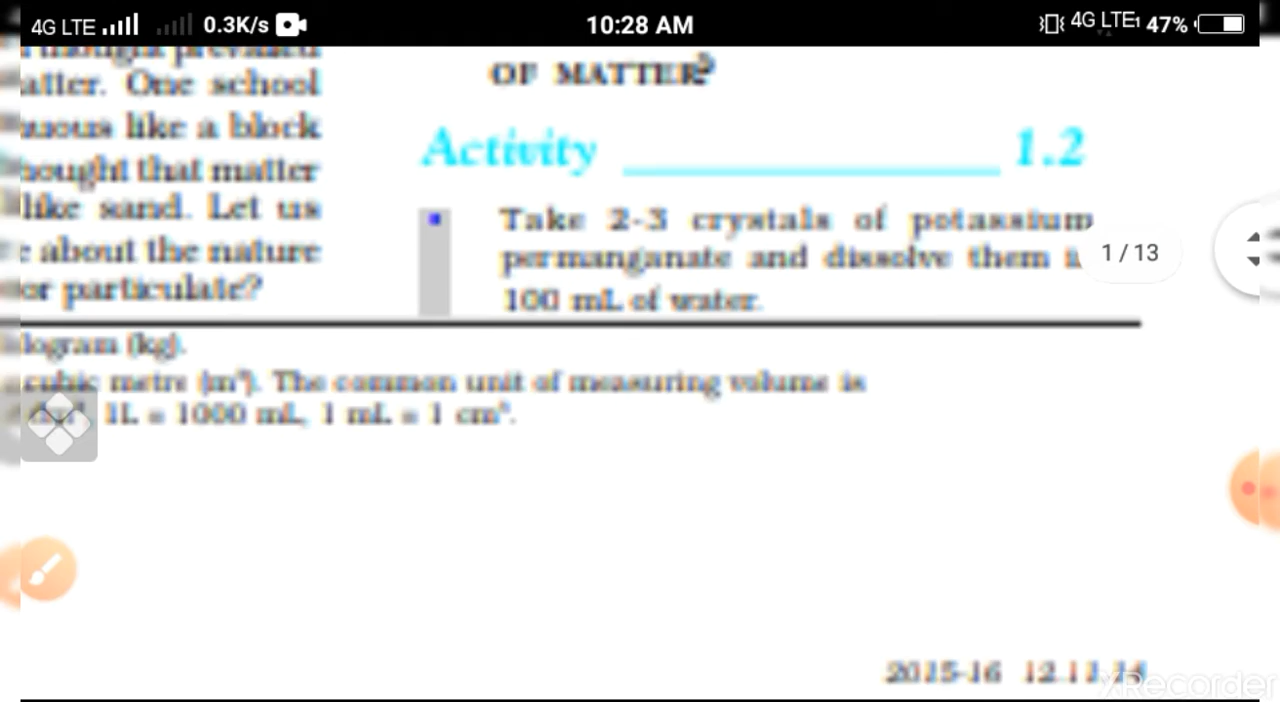 4G LTE 0.3K/s 10:28 AM 4G LTE 47%
atter. One school
like a block
that matter
like sand. Let us
about the nature
or particulate?
OF MATTER?
Activity 1.2
Take 2-3 crystals of potassium
permanganate and dissolve them
100 mL of water.
1/13
(kg).
cubic metre (m³). The common unit of measuring volume is
1L = 1000 mL, 1 mL = 1 cm³.
2015-16
XRecorder